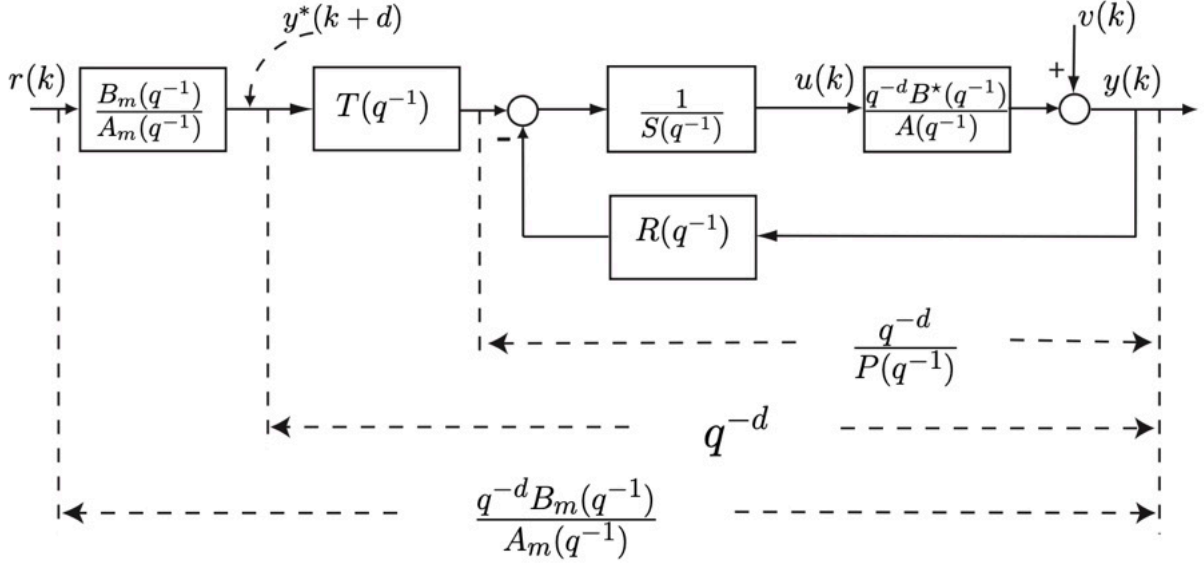 y*(k + d)
v(k)
r(k)
B_m(q^{-1})
A_m(q^{-1})
T(q^{-1})
-
1
S(q^{-1})
u(k)
q^{-d}B^⋆(q^{-1})
A(q^{-1})
+
y(k)
R(q^{-1})
q^{-d}
P(q^{-1})
q^{-d}
q^{-d}B_m(q^{-1})
A_m(q^{-1})